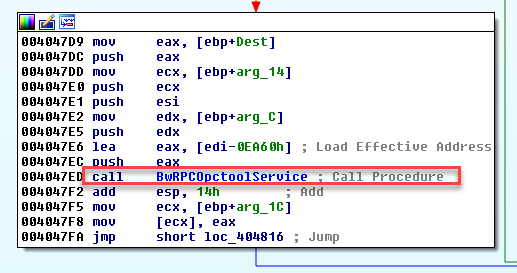 004047D9 mov eax, [ebp+Dest]
004047DC push eax
004047DD mov ecx, [ebp+arg_14]
004047E0 push ecx
004047E1 push esi
004047E2 mov edx, [ebp+arg_C]
004047E5 push edx
004047E6 lea eax, [edi-0EA60h] ; Load Effective Address
004047EC push eax
004047ED call BwRPCOpctoolService ; Call Procedure
004047F2 add esp, 14h ; Add
004047F5 mov ecx, [ebp+arg_1C]
004047F8 mov [ecx], eax
004047FA jmp short loc_404816 ; Jump